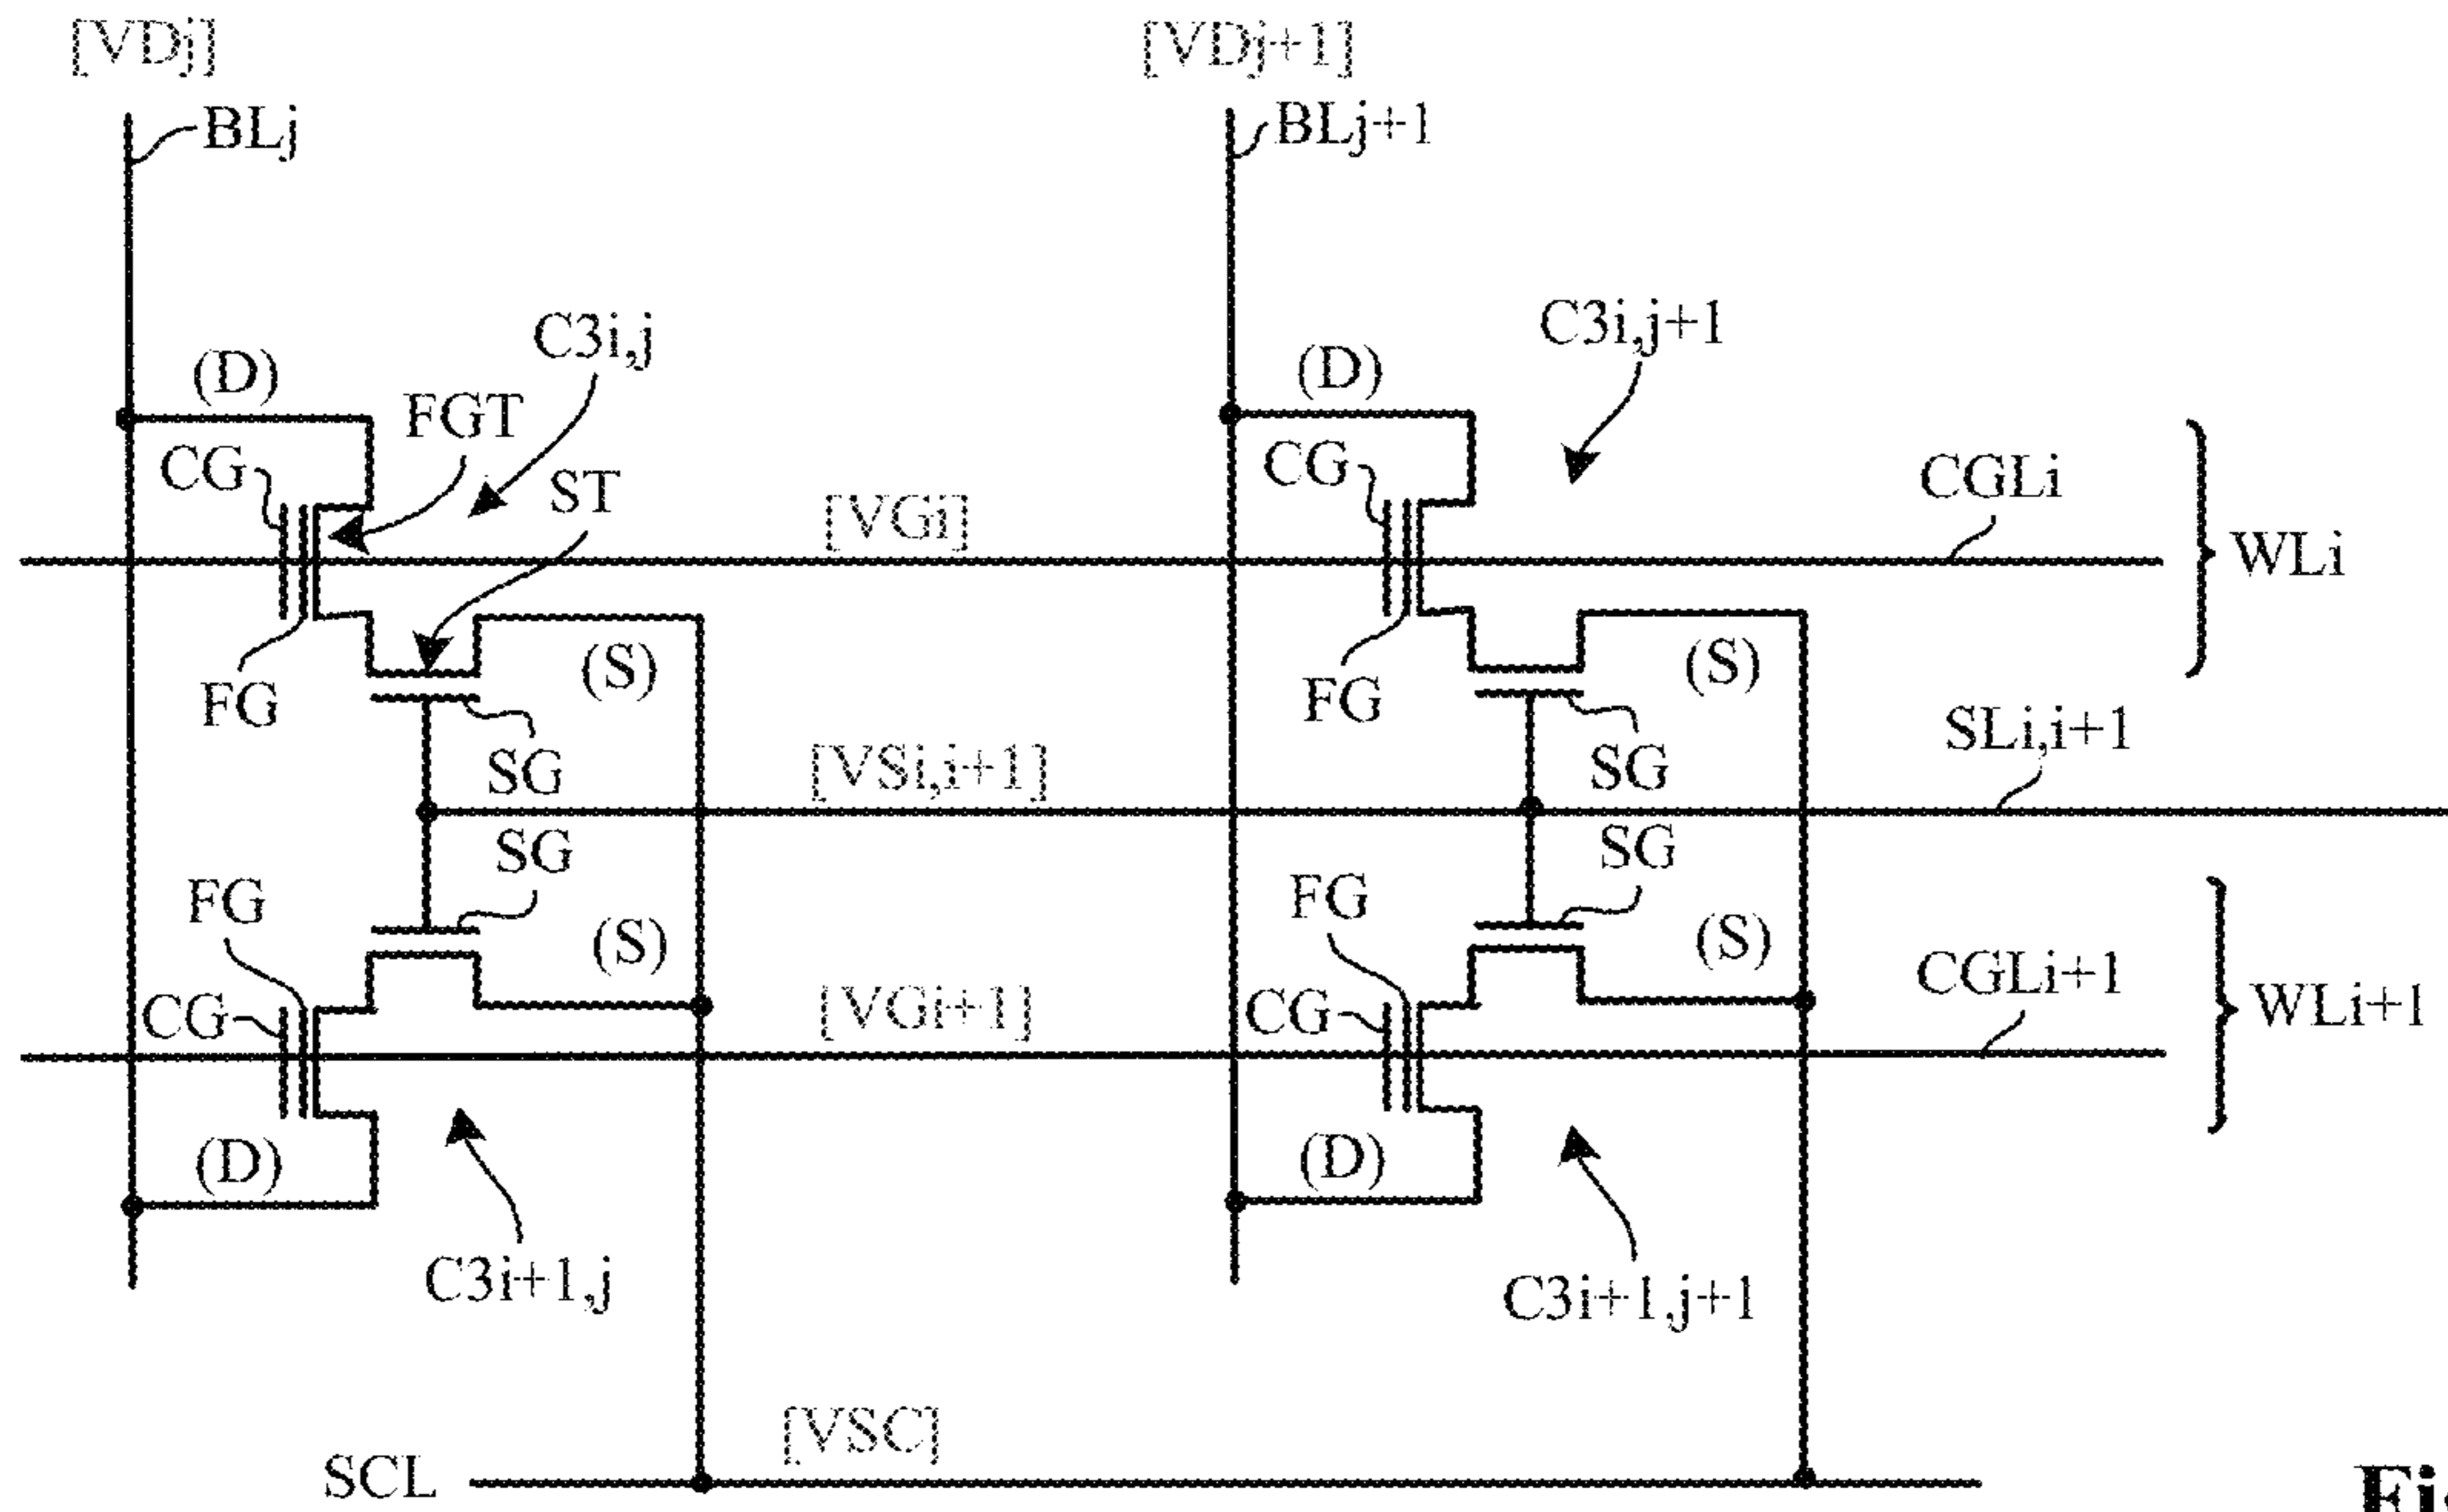 [VDj] [VDj+1]
BLj BLj+1
C3i,j C3i,j+1
(D) (D)
FGT
CG ST CG CGLi
[VGi] WLi
(S) (S)
FG FG
SG SG SLi,i+1
[VSi,i+1]
SG SG
FG FG
(S) (S)
CG [VGi+1] CG CGLi+1 WLi+1
(D) (D)
C3i+1,j C3i+1,j+1
[VSC]
SCL